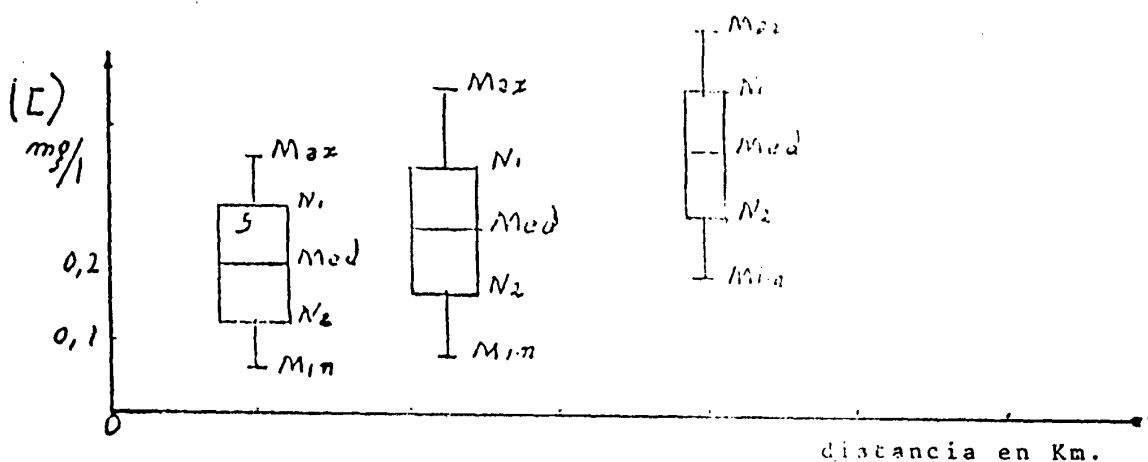 Max
N1
Med
N2
Min
Max
N1
Med
N2
Min
Max
N1
5
Med
N2
Min
[C]
mg/l
0,2
0,1
0
distancia en Km.